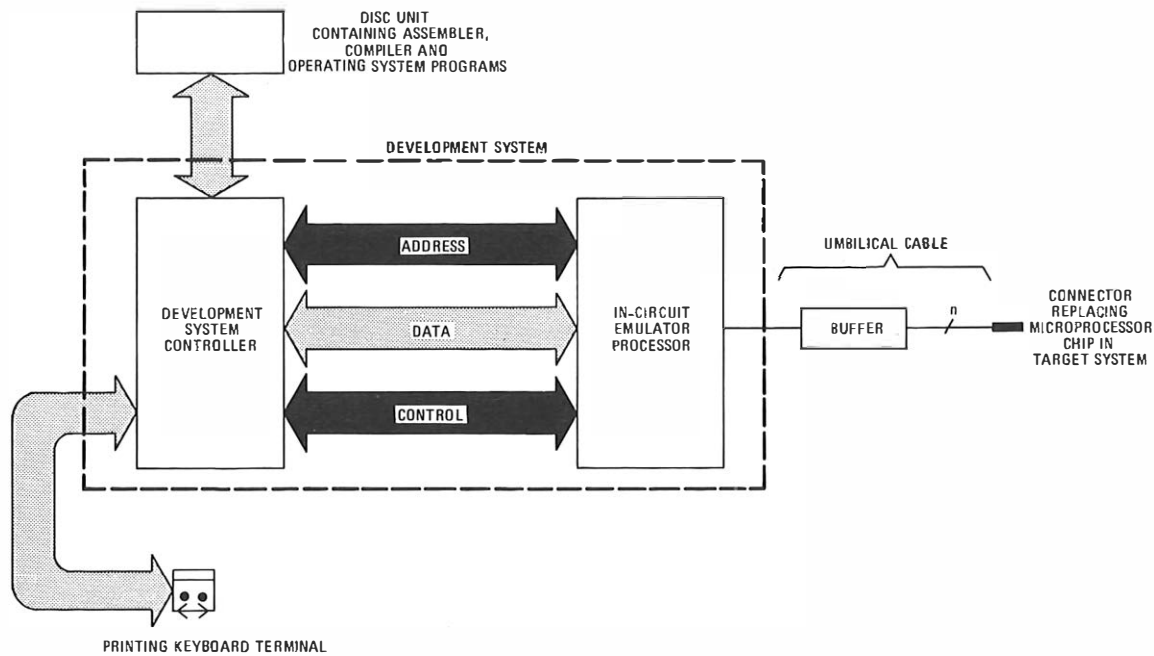 DISC UNIT
CONTAINING ASSEMBLER,
COMPILER AND
OPERATING SYSTEM PROGRAMS
DEVELOPMENT SYSTEM
DEVELOPMENT
SYSTEM
CONTROLLER
ADDRESS
DATA
CONTROL
IN-CIRCUIT
EMULATOR
PROCESSOR
UMBILICAL CABLE
BUFFER
n
CONNECTOR
REPLACING
MICROPROCESSOR
CHIP IN
TARGET SYSTEM
PRINTING KEYBOARD TERMINAL